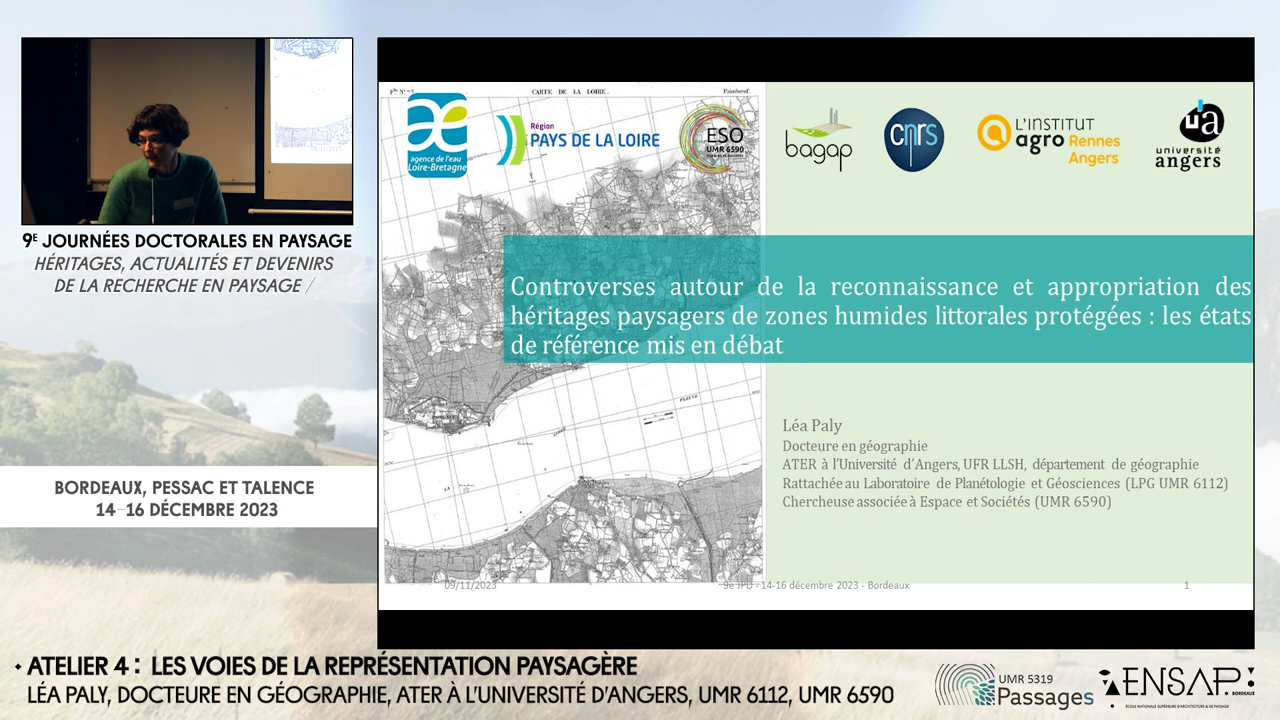 9E JOURNÉES DOCTORALES EN PAYSAGE
HÉRITAGES, ACTUALITÉS ET DEVENIRS
DE LA RECHERCHE EN PAYSAGE /
BORDEAUX, PESSAC ET TALENCE
14–16 DÉCEMBRE 2023
CARTE DE LA LOIRE.
Paimbœuf.
agence de l'eau
Loire-Bretagne
Région
PAYS DE LA LOIRE
ESO
UMR 6590
bagap
cnrs
L'INSTITUT
agro Rennes
Angers
ua
université
angers
Controverses autour de la reconnaissance et appropriation des
héritages paysagers de zones humides littorales protégées : les états
de référence mis en débat
Léa Paly
Docteure en géographie
ATER à l'Université d'Angers, UFR LLSH, département de géographie
Rattachée au Laboratoire de Planétologie et Géosciences (LPG UMR 6112)
Chercheuse associée à Espace et Sociétés (UMR 6590)
09/11/2023
9e JPD - 14-16 décembre 2023 - Bordeaux
1
ATELIER 4 : LES VOIES DE LA REPRÉSENTATION PAYSAGÈRE
LÉA PALY, DOCTEURE EN GÉOGRAPHIE, ATER À L'UNIVERSITÉ D'ANGERS, UMR 6112, UMR 6590
UMR 5319
Passages
ENSAP
BORDEAUX
ÉCOLE NATIONALE SUPÉRIEURE D'ARCHITECTURE & DE PAYSAGE